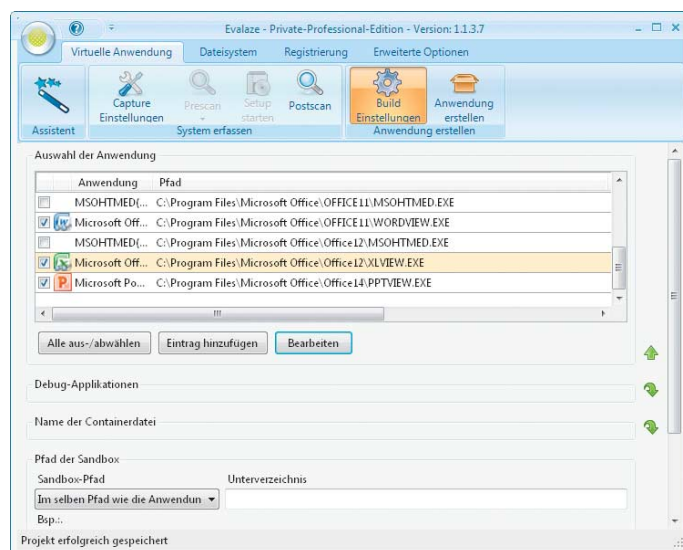 Evalaze - Private-Professional-Edition - Version: 1.1.3.7
Virtuelle Anwendung Dateisystem Registrierung Erweiterte Optionen
Assistent
Capture Einstellungen
Prescan
Setup starten
Postscan
System erfassen
Build Einstellungen
Anwendung erstellen
Anwendung erstellen
Auswahl der Anwendung
Anwendung Pfad
MSOHTMED(... C:\Program Files\Microsoft Office\OFFICE11\MSOHTMED.EXE
Microsoft Off... C:\Program Files\Microsoft Office\OFFICE11\WORDVIEW.EXE
MSOHTMED(... C:\Program Files\Microsoft Office\Office12\MSOHTMED.EXE
Microsoft Off... C:\Program Files\Microsoft Office\Office12\XLVIEW.EXE
Microsoft Po... C:\Program Files\Microsoft Office\Office14\PPTVIEW.EXE
Alle aus-/abwählen Eintrag hinzufügen Bearbeiten
Debug-Applikationen
Name der Containerdatei
Pfad der Sandbox
Sandbox-Pfad Unterverzeichnis
Im selben Pfad wie die Anwendun
Bsp.:.
Projekt erfolgreich gespeichert